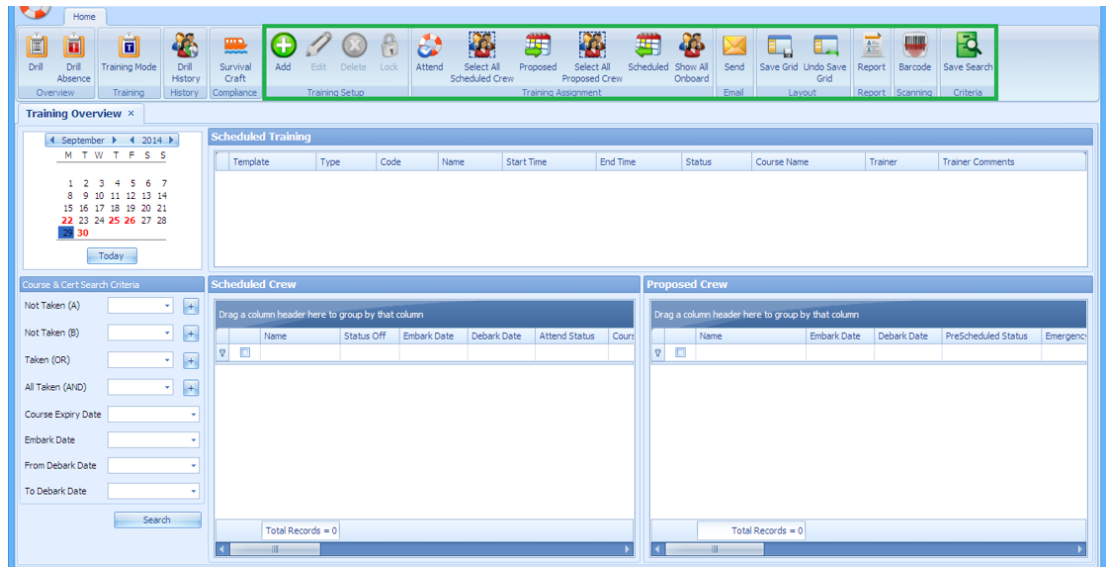 Home
Drill
Drill Absence
Training Mode
Drill History
Survival Craft
Add
Edit
Delete
Lock
Attend
Select All Scheduled Crew
Proposed
Select All Proposed Crew
Scheduled
Show All Onboard
Send
Save Grid
Undo Save Grid
Report
Barcode
Save Search
Overview
Training
History
Compliance
Training Setup
Training Assignment
Email
Layout
Report
Scanning
Criteria
Training Overview ×
September 2014
M T W T F S S
1 2 3 4 5 6 7
8 9 10 11 12 13 14
15 16 17 18 19 20 21
22 23 24 25 26 27 28
29 30
Today
Scheduled Training
Template Type Code Name Start Time End Time Status Course Name Trainer Trainer Comments
Course & Cert Search Criteria
Not Taken (A)
Not Taken (B)
Taken (OR)
All Taken (AND)
Course Expiry Date
Embark Date
From Debark Date
To Debark Date
Search
Scheduled Crew
Drag a column header here to group by that column
Name Status Off Embark Date Debark Date Attend Status Cours
Total Records = 0
Proposed Crew
Drag a column header here to group by that column
Name Embark Date Debark Date PreScheduled Status Emergency
Total Records = 0